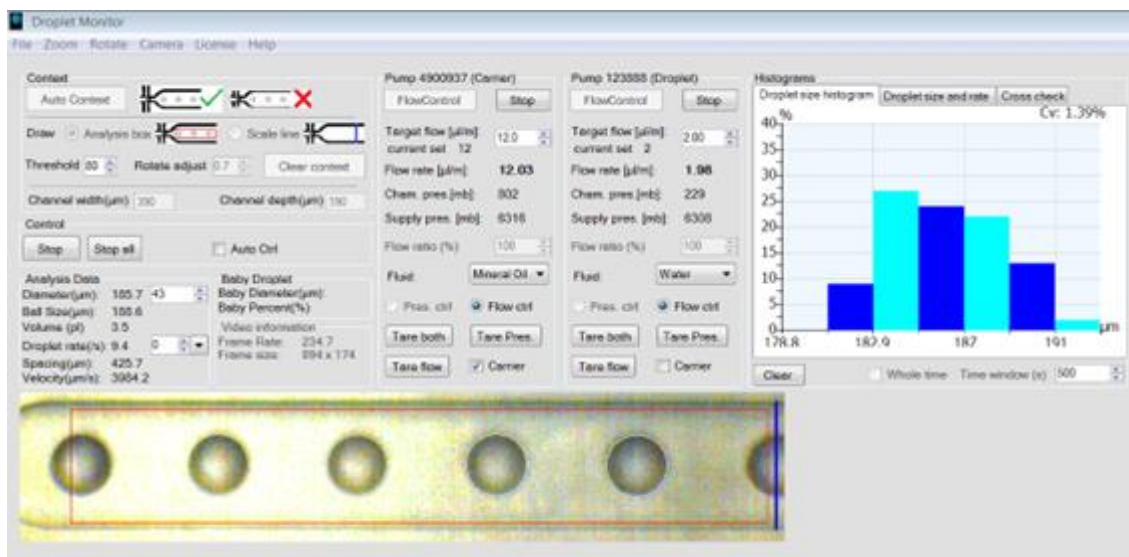 Droplet Monitor
File Zoom Rotate Camera License Help
Context
Auto Context
Draw Analysis box Scale line
Threshold 80 Rotate adjust 0.7 Clear context
Channel width(µm) 390 Channel depth(µm) 190
Control
Stop Stop all Auto Ctrl
Analysis Data
Diameter(µm): 185.7 43
Ball Size(µm): 188.6
Volume (pl) 3.5
Droplet rate(/s): 9.4 0
Spacing(µm): 425.7
Velocity(µm/s): 3984.2
Baby Droplet
Baby Diameter(µm):
Baby Percent(%)
Video information
Frame Rate: 234.7
Frame size: 894 x 174
Pump 4900937 (Carrier)
FlowControl Stop
Target flow [µl/m]: 12.0
current set 12
Flow rate [µl/m]: 12.03
Cham. pres.[mb]: 802
Supply pres. [mb]: 6316
Flow ratio (%) 100
Fluid: Mineral Oil
Pres. ctrl Flow ctrl
Tare both Tare Pres.
Tare flow Carrier
Pump 123888 (Droplet)
FlowControl Stop
Target flow [µl/m]: 2.00
current set 2
Flow rate [µl/m]: 1.98
Cham. pres.[mb]: 229
Supply pres. [mb]: 6308
Flow ratio (%) 100
Fluid: Water
Pres. ctrl Flow ctrl
Tare both Tare Pres.
Tare flow Carrier
Histograms
Droplet size histogram Droplet size and rate Cross check
Cv: 1.39%
40 %
35
30
25
20
15
10
5
0
178.8 182.9 187 191 µm
Clear Whole time Time window (s) 500